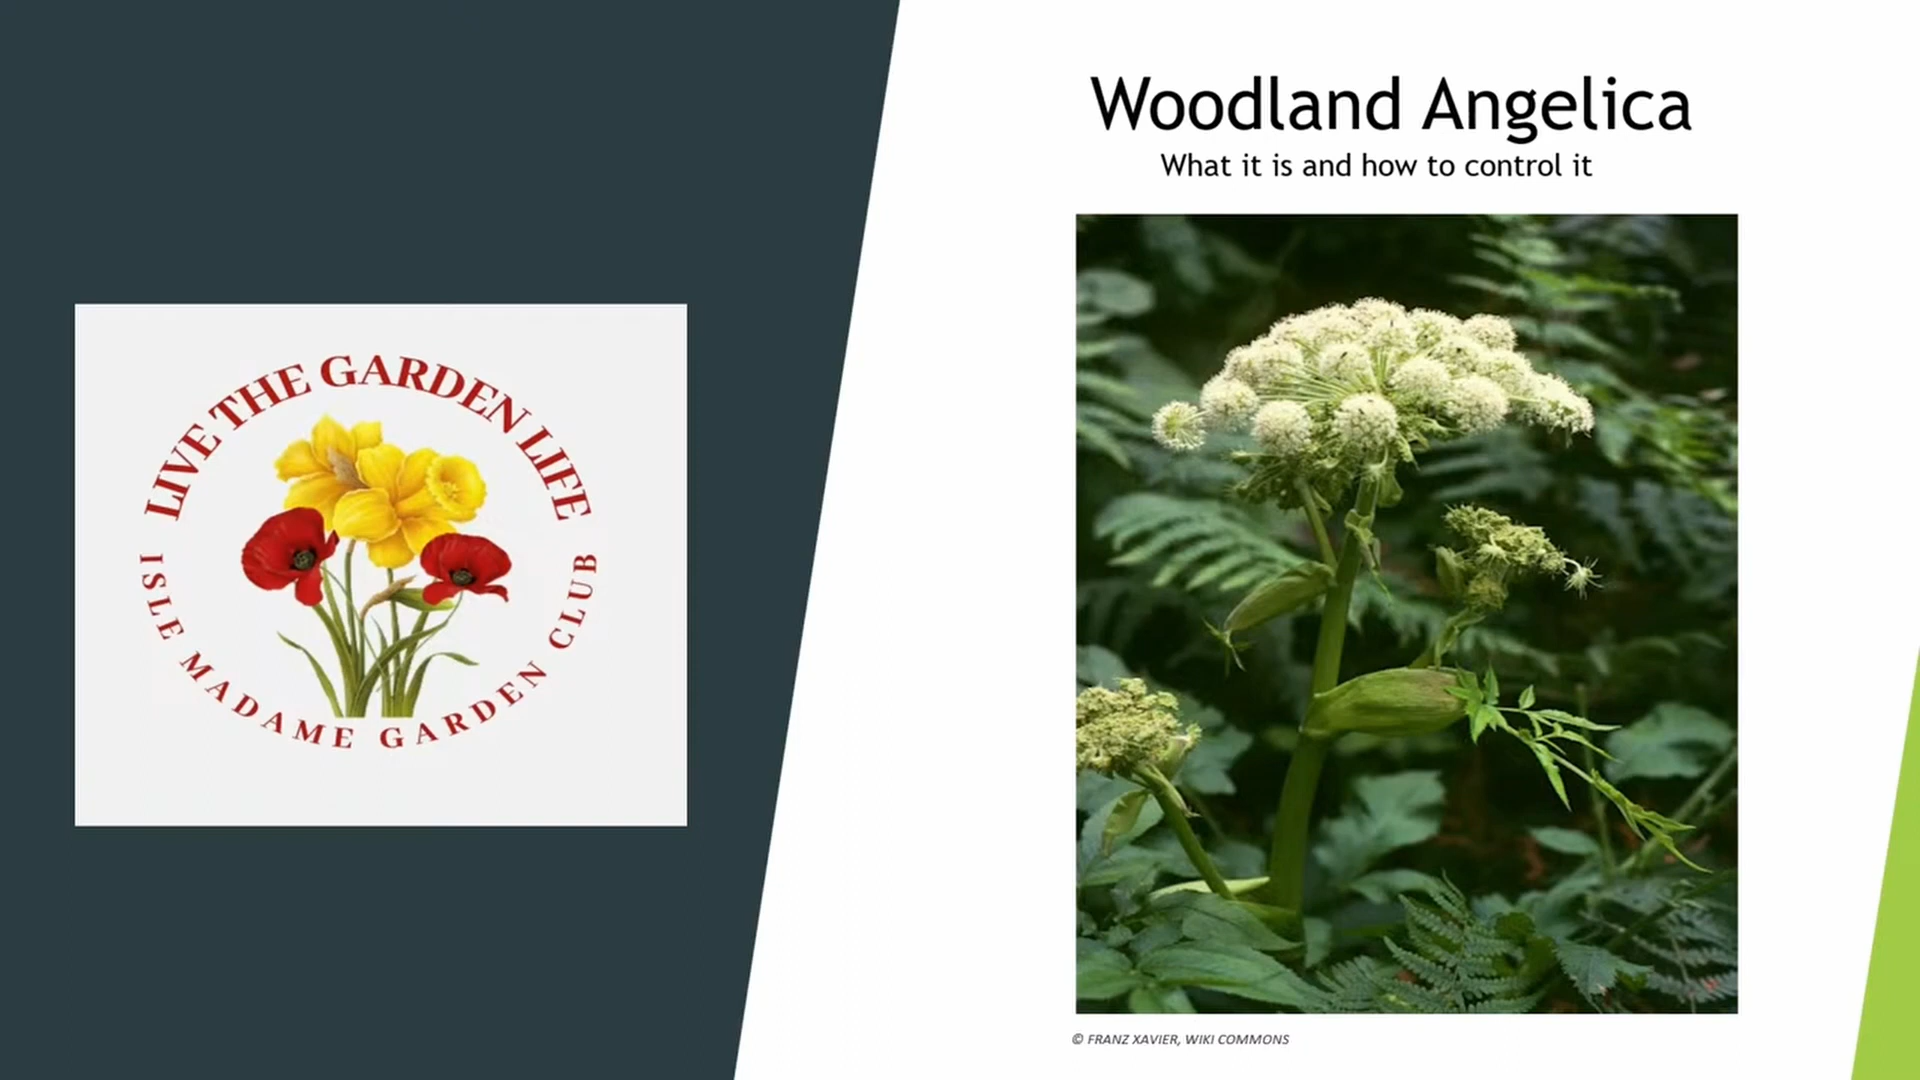 LIVE THE GARDEN LIFE
ISLE MADAME GARDEN CLUB
Woodland Angelica
What it is and how to control it
© FRANZ XAVIER, WIKI COMMONS